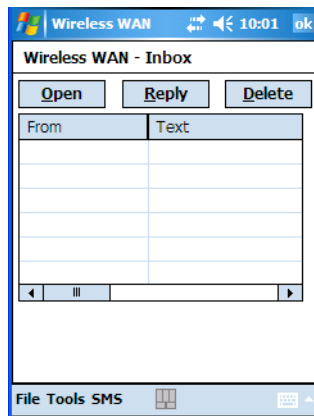 Wireless WAN 10:01 ok
Wireless WAN - Inbox
Open Reply Delete
From Text
File Tools SMS